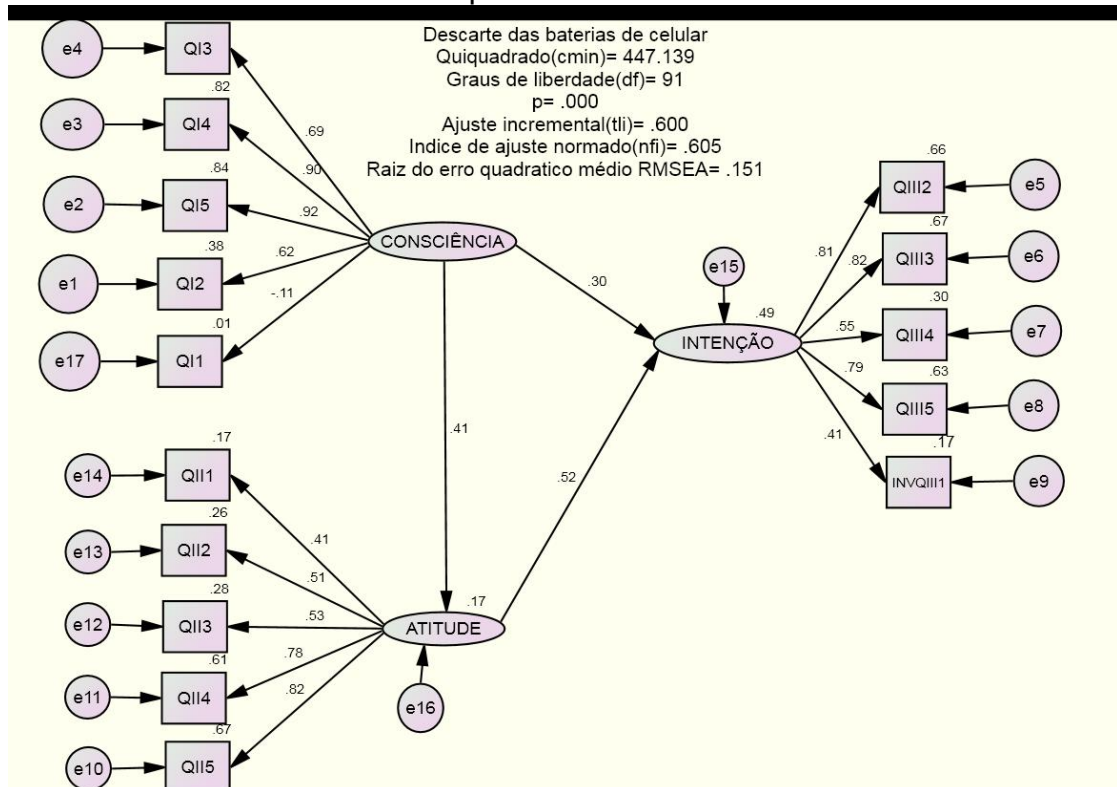 Descarte das baterias de celular
Quiquadrado(cmin)= 447.139
Graus de liberdade(df)= 91
p= .000
Ajuste incremental(tli)= .600
Indice de ajuste normado(nfi)= .605
Raiz do erro quadratico médio RMSEA= .151
e4
QI3
.69
.82
e3
QI4
.90
.84
e2
QI5
.92
.38
e1
QI2
.62
.01
e17
QI1
-.11
CONSCIÊNCIA
.30
.41
e15
.49
INTENÇÃO
.52
.66
QIII2
e5
.81
.67
QIII3
e6
.82
.30
QIII4
e7
.55
.63
QIII5
e8
.79
.17
INVQIII1
e9
.41
.17
e14
QII1
.41
.26
e13
QII2
.51
.28
e12
QII3
.53
.61
e11
QII4
.78
.67
e10
QII5
.82
.17
ATITUDE
e16